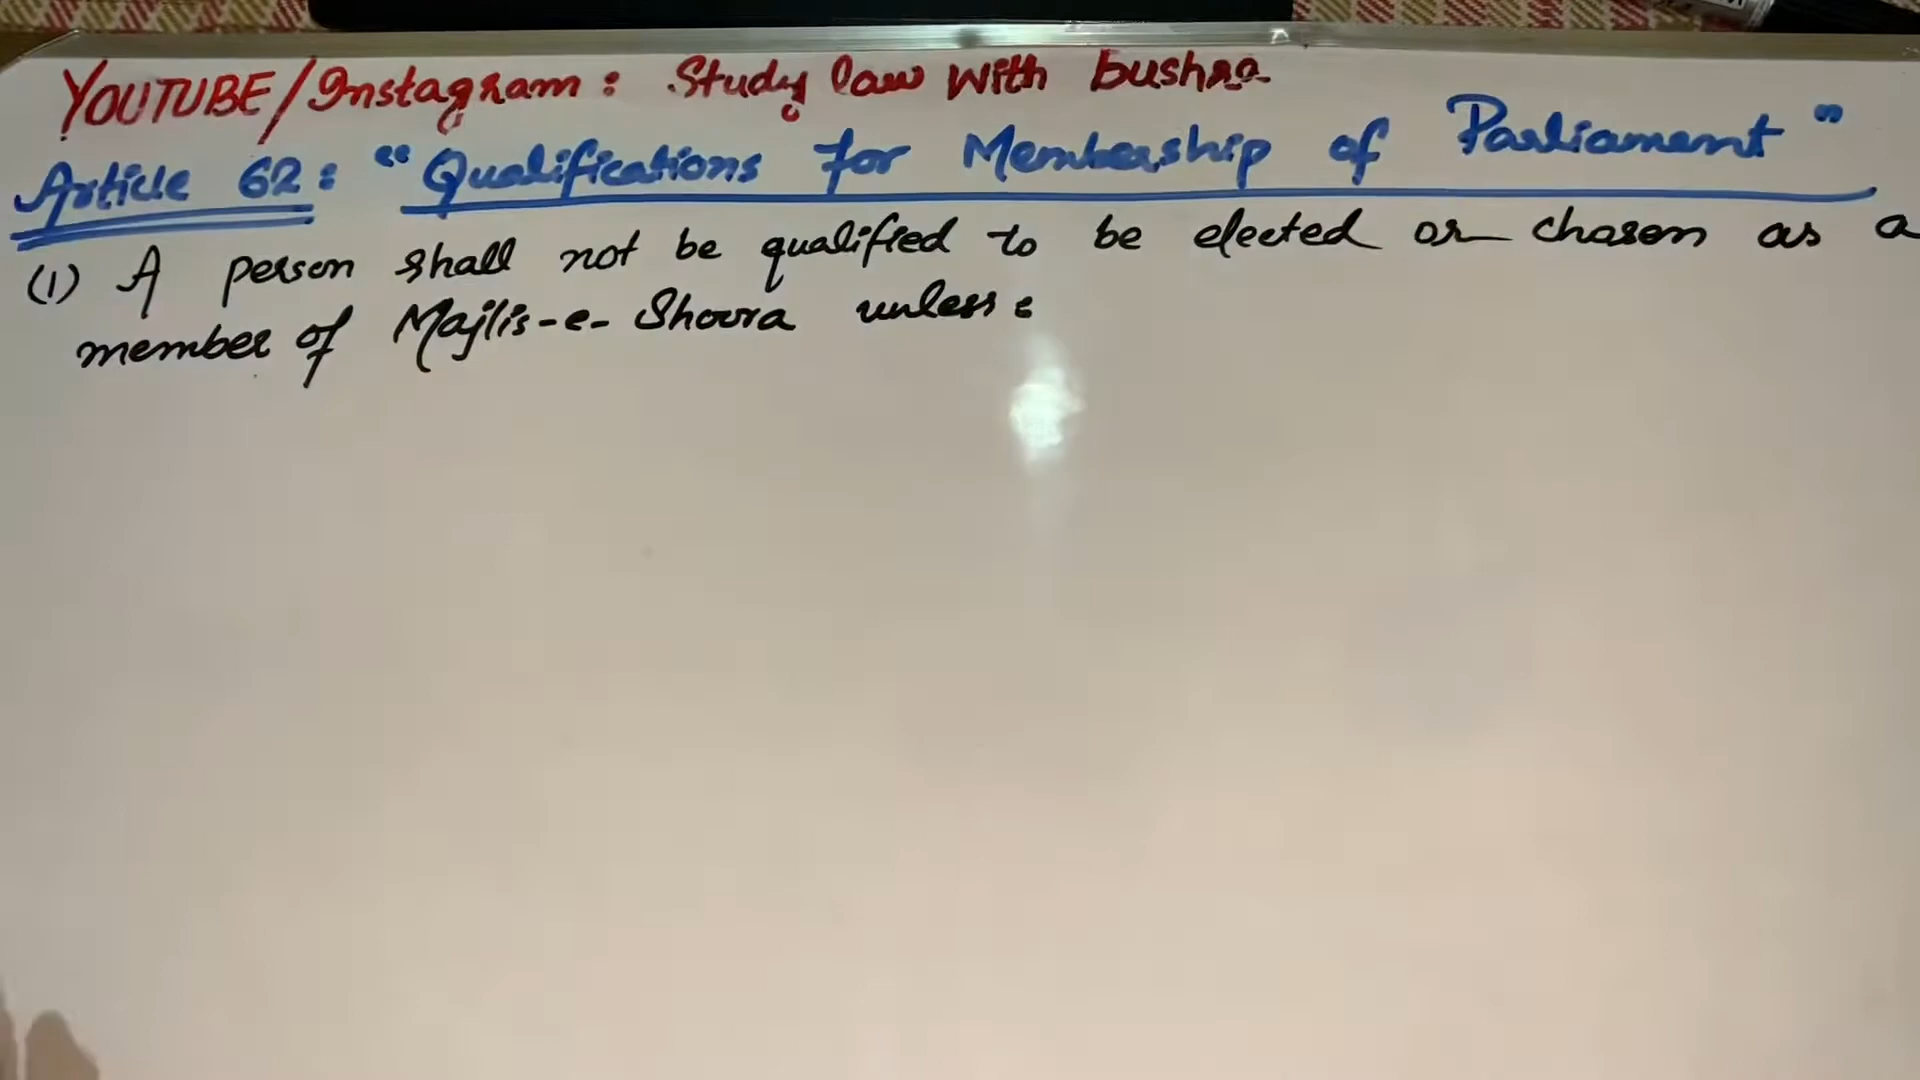 YOUTUBE/Instagram: Study law with bushra
Article 62: "Qualifications for Membership of Parliament"
(1) A person shall not be qualified to be elected or chosen as a
member of Majlis-e-Shoora unless: